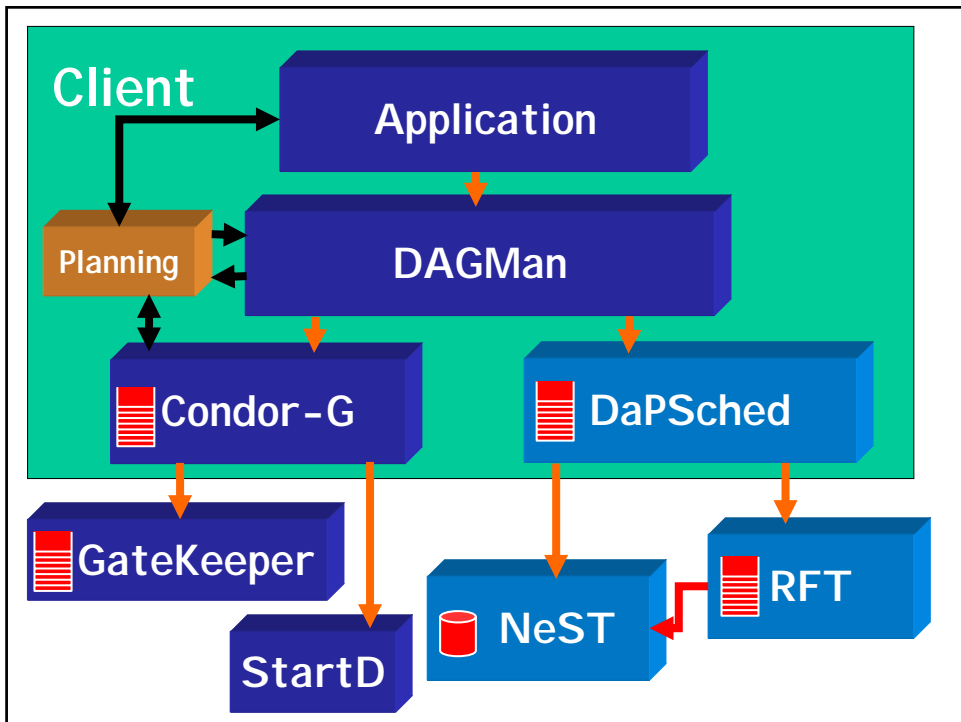 Client
Application
Planning
DAGMan
Condor-G
DaPSched
GateKeeper
RFT
NeST
StartD